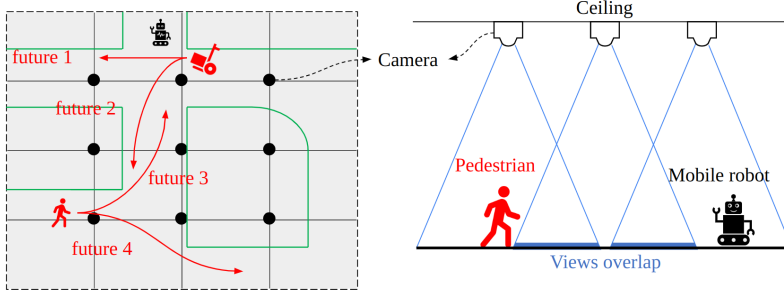 future 1
future 2
future 3
future 4
Camera
Ceiling
Pedestrian
Mobile robot
Views overlap